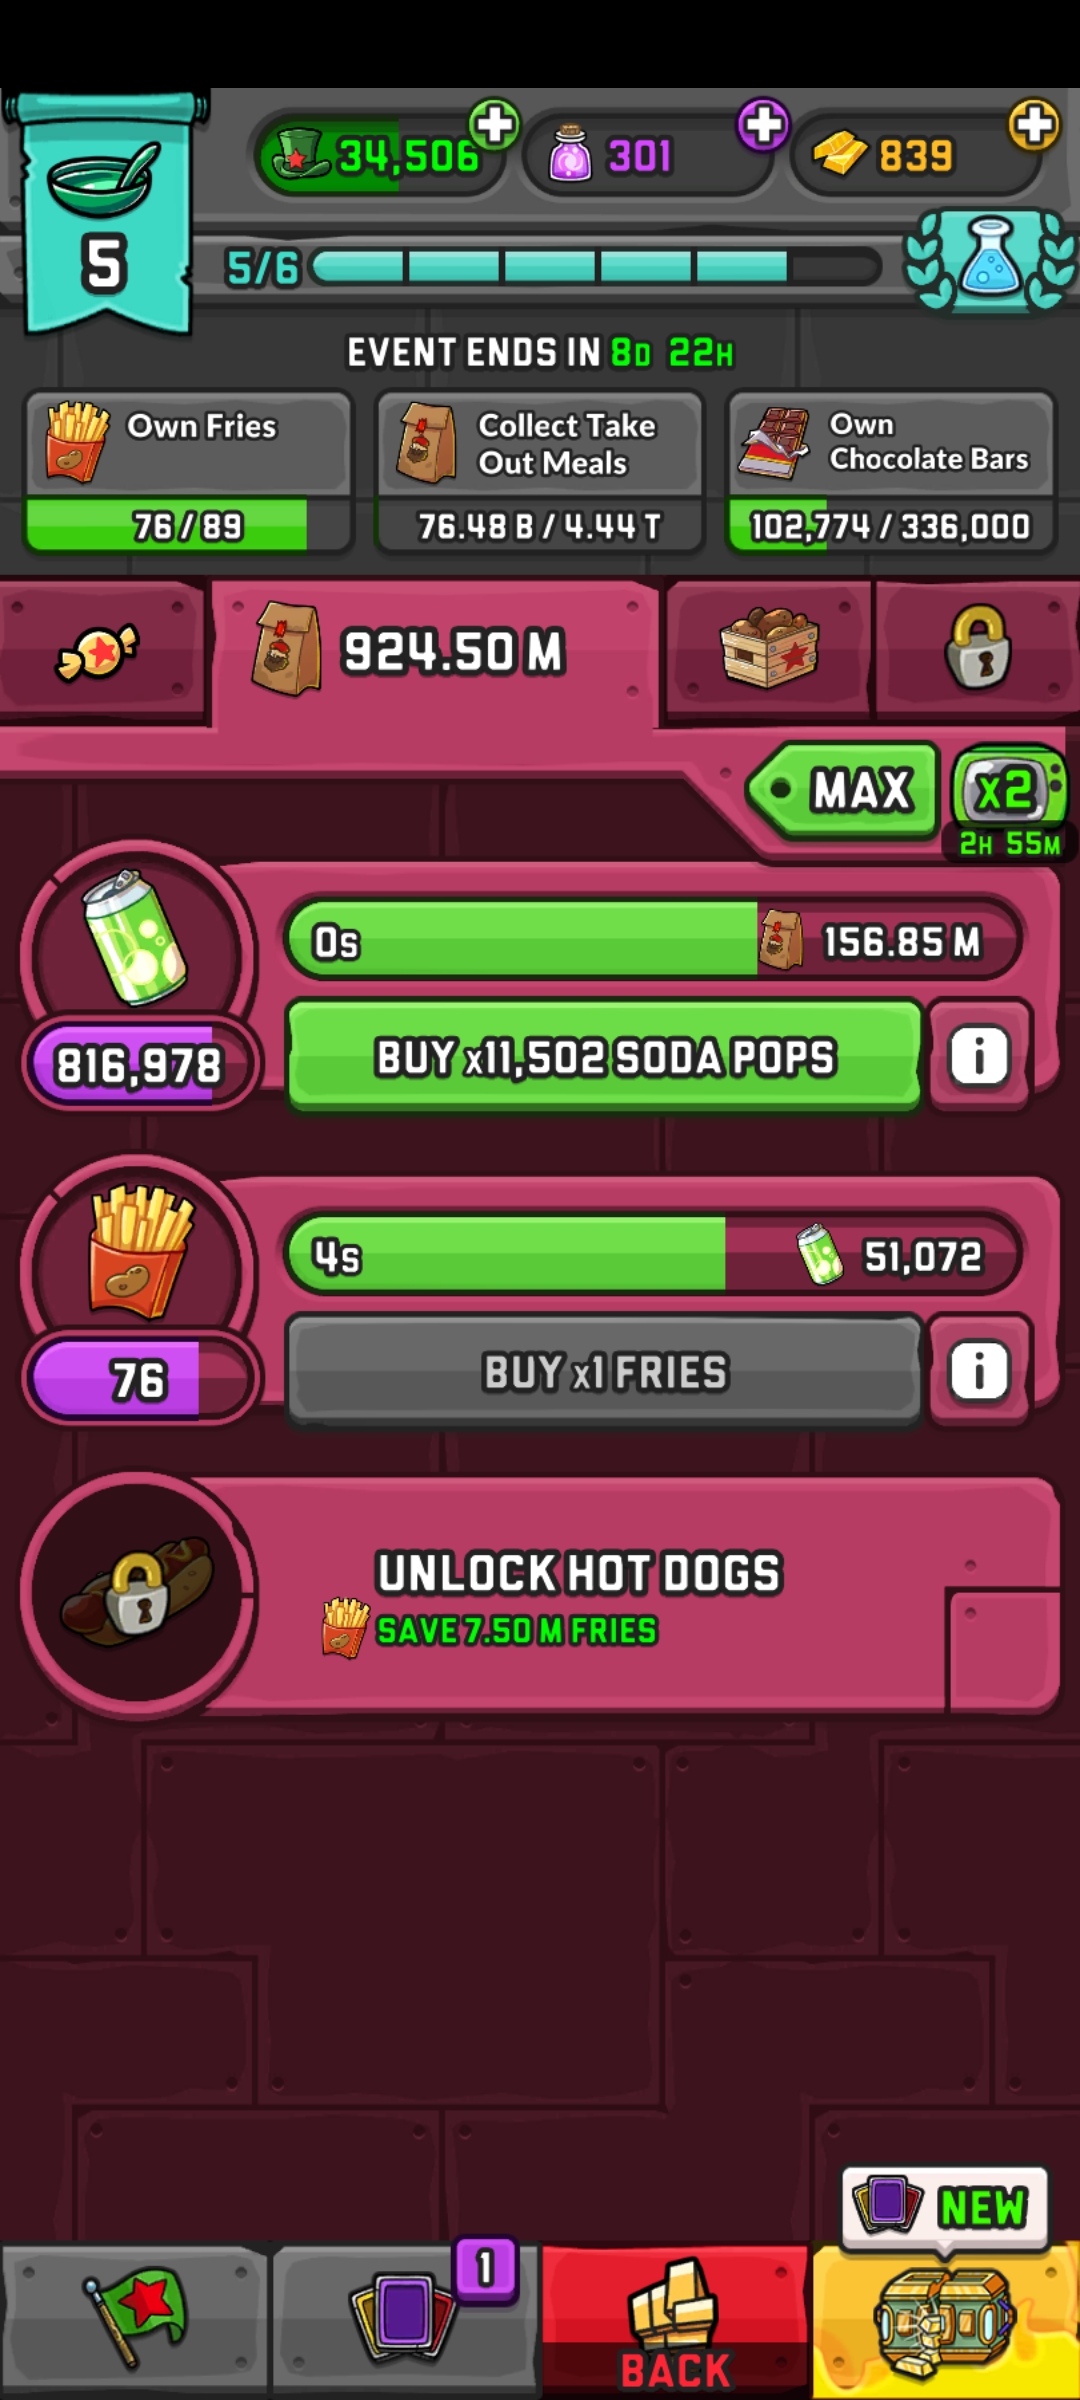 34,506
301
839
5
5/6
EVENT ENDS IN 8D 22H
Own Fries
76 / 89
Collect Take
Out Meals
76.48 B / 4.44 T
Own
Chocolate Bars
102,774 / 336,000
924.50 M
MAX
x2
2H 55M
0s
156.85 M
816,978
BUY x11,502 SODA POPS
i
4s
51,072
76
BUY x1 FRIES
i
UNLOCK HOT DOGS
SAVE 7.50 M FRIES
NEW
1
BACK